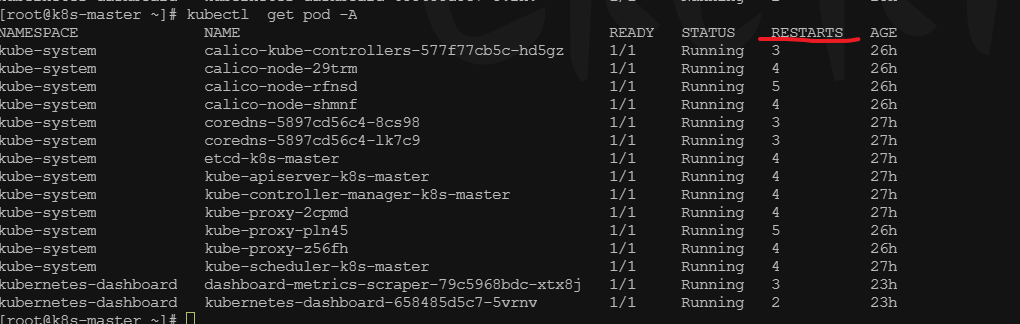 [root@k8s-master ~]# kubectl  get pod -A
NAMESPACE NAME READY STATUS RESTARTS AGE
kube-system calico-kube-controllers-577f77cb5c-hd5gz 1/1 Running 3 26h
kube-system calico-node-29trm 1/1 Running 4 26h
kube-system calico-node-rfnsd 1/1 Running 5 26h
kube-system calico-node-shmnf 1/1 Running 4 26h
kube-system coredns-5897cd56c4-8cs98 1/1 Running 3 27h
kube-system coredns-5897cd56c4-lk7c9 1/1 Running 3 27h
kube-system etcd-k8s-master 1/1 Running 4 27h
kube-system kube-apiserver-k8s-master 1/1 Running 4 27h
kube-system kube-controller-manager-k8s-master 1/1 Running 4 27h
kube-system kube-proxy-2cpmd 1/1 Running 4 27h
kube-system kube-proxy-pln45 1/1 Running 5 26h
kube-system kube-proxy-z56fh 1/1 Running 4 26h
kube-system kube-scheduler-k8s-master 1/1 Running 4 27h
kubernetes-dashboard dashboard-metrics-scraper-79c5968bdc-xtx8j 1/1 Running 3 23h
kubernetes-dashboard kubernetes-dashboard-658485d5c7-5vrnv 1/1 Running 2 23h
[root@k8s-master ~]#